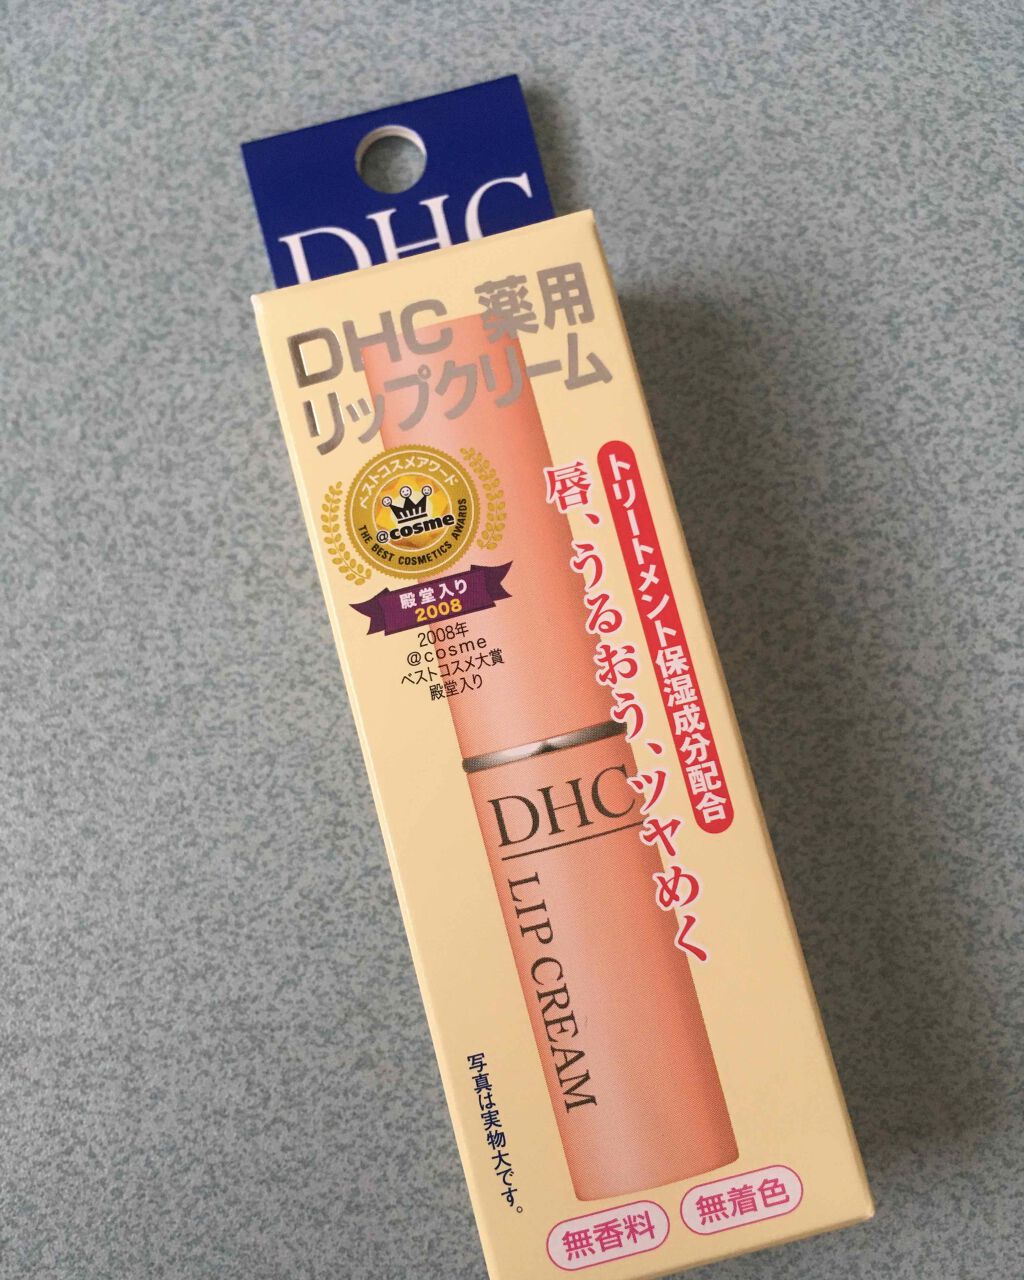 DHC
DHC 薬用
リップクリーム
ベストコスメアワード
@cosme
THE BEST COSMETICS AWARDS
殿堂入り
2008
2008年
@cosme
ベストコスメ大賞
殿堂入り
トリートメント保湿成分配合
唇、うるおう、ツヤめく
DHC
LIP CREAM
写真は実物大です。
無香料
無着色